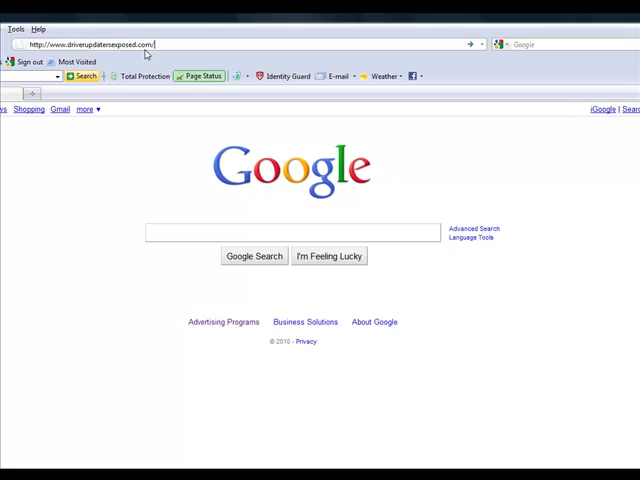 Tools Help
http://www.driverupdatersexposed.com/ Google
Sign out Most Visited
Search Total Protection Page Status Identity Guard E-mail Weather
Shopping Gmail more ▼ iGoogle |
Google
Advanced Search
Language Tools
Google Search I'm Feeling Lucky
Advertising Programs Business Solutions About Google
© 2010 - Privacy